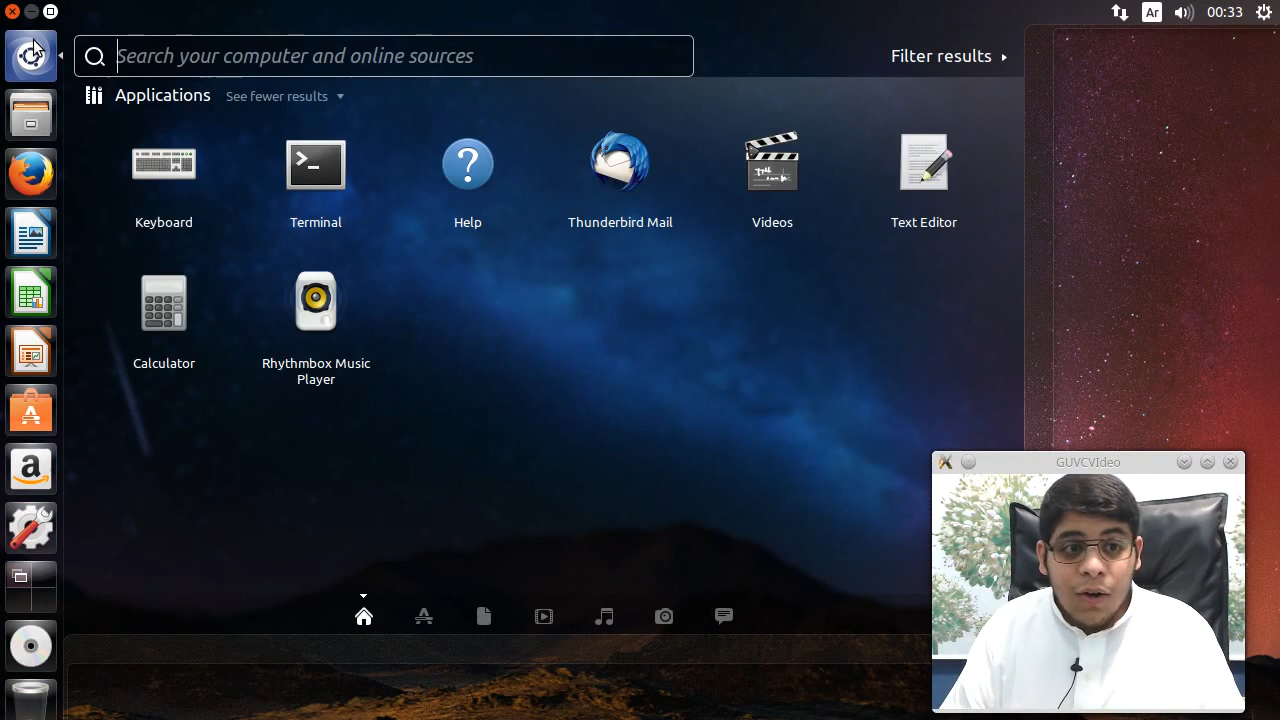 Ar 00:33
Search your computer and online sources
Filter results
Applications See fewer results
Keyboard Terminal Help Thunderbird Mail Videos Text Editor
Calculator Rhythmbox Music
Player
GUVCVIdeo